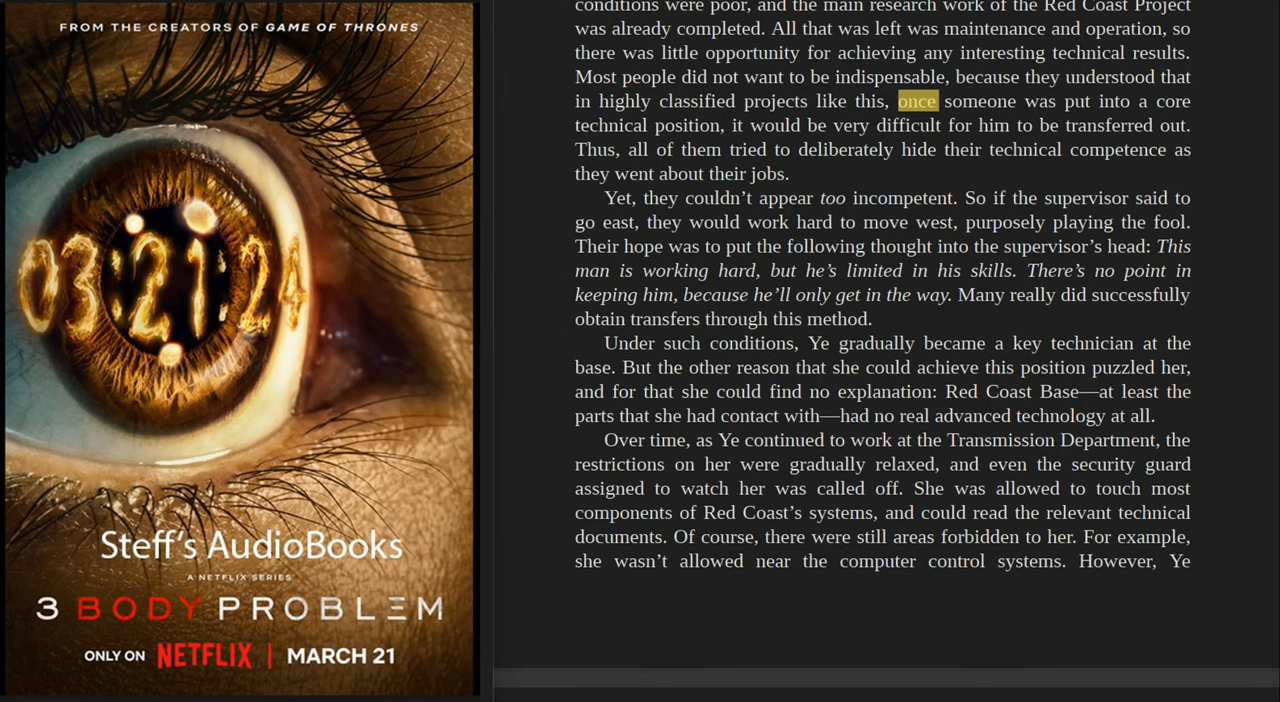 FROM THE CREATORS OF GAME OF THRONES
03:21:24
Steff's AudioBooks
A NETFLIX SERIES
3 BODY PROBLEM
ONLY ON NETFLIX | MARCH 21
conditions were poor, and the main research work of the Red Coast Project
was already completed. All that was left was maintenance and operation, so
there was little opportunity for achieving any interesting technical results.
Most people did not want to be indispensable, because they understood that
in highly classified projects like this, once someone was put into a core
technical position, it would be very difficult for him to be transferred out.
Thus, all of them tried to deliberately hide their technical competence as
they went about their jobs.
Yet, they couldn’t appear too incompetent. So if the supervisor said to
go east, they would work hard to move west, purposely playing the fool.
Their hope was to put the following thought into the supervisor’s head: This
man is working hard, but he’s limited in his skills. There’s no point in
keeping him, because he’ll only get in the way. Many really did successfully
obtain transfers through this method.
Under such conditions, Ye gradually became a key technician at the
base. But the other reason that she could achieve this position puzzled her,
and for that she could find no explanation: Red Coast Base—at least the
parts that she had contact with—had no real advanced technology at all.
Over time, as Ye continued to work at the Transmission Department, the
restrictions on her were gradually relaxed, and even the security guard
assigned to watch her was called off. She was allowed to touch most
components of Red Coast’s systems, and could read the relevant technical
documents. Of course, there were still areas forbidden to her. For example,
she wasn’t allowed near the computer control systems. However, Ye